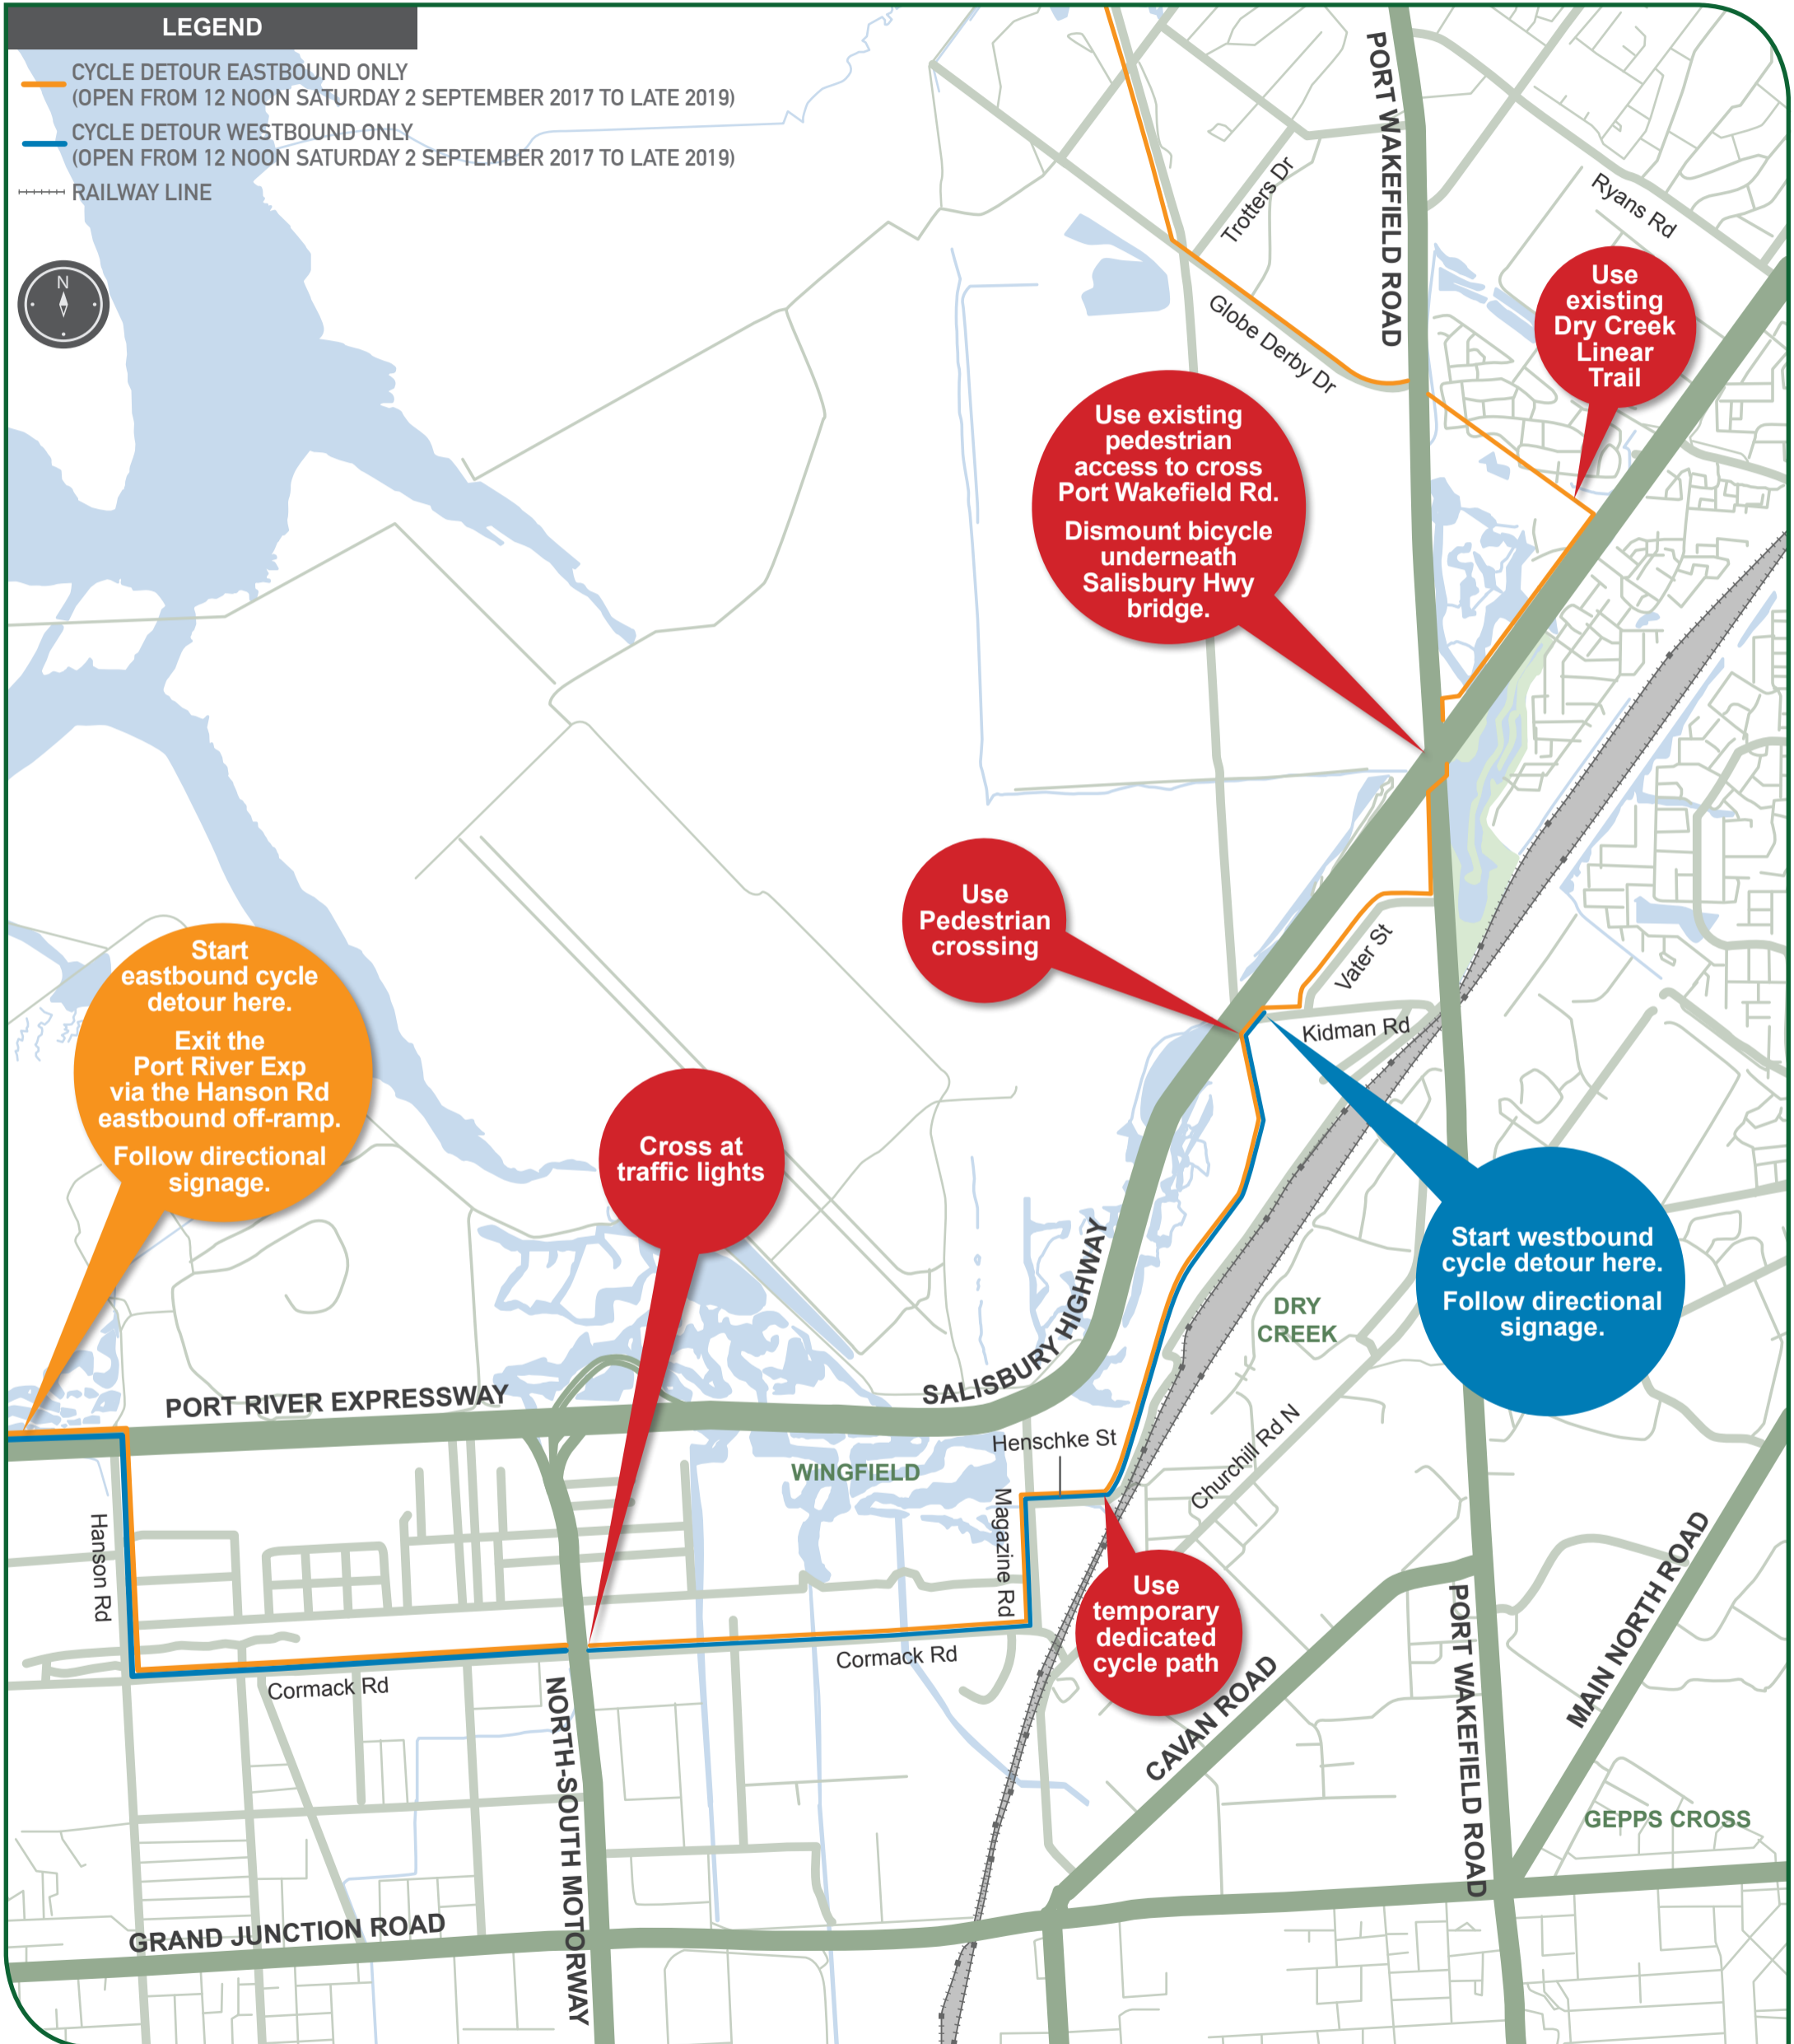 LEGEND
CYCLE DETOUR EASTBOUND ONLY
(OPEN FROM 12 NOON SATURDAY 2 SEPTEMBER 2017 TO LATE 2019)
CYCLE DETOUR WESTBOUND ONLY
(OPEN FROM 12 NOON SATURDAY 2 SEPTEMBER 2017 TO LATE 2019)
RAILWAY LINE
N
PORT WAKEFIELD ROAD
Trotters Dr
Ryans Rd
Globe Derby Dr
Use
existing
Dry Creek
Linear
Trail
Use existing
pedestrian
access to cross
Port Wakefield Rd.
Dismount bicycle
underneath
Salisbury Hwy
bridge.
Use
Pedestrian
crossing
Vater St
Kidman Rd
Start
eastbound cycle
detour here.
Exit the
Port River Exp
via the Hanson Rd
eastbound off-ramp.
Follow directional
signage.
Cross at
traffic lights
Start westbound
cycle detour here.
Follow directional
signage.
SALISBURY HIGHWAY
DRY
CREEK
PORT RIVER EXPRESSWAY
Henschke St
WINGFIELD
Churchill Rd N
Magazine Rd
Hanson Rd
Use
temporary
dedicated
cycle path
Cormack Rd
Cormack Rd
NORTH-SOUTH MOTORWAY
CAVAN ROAD
PORT WAKEFIELD ROAD
MAIN NORTH ROAD
GEPPS CROSS
GRAND JUNCTION ROAD